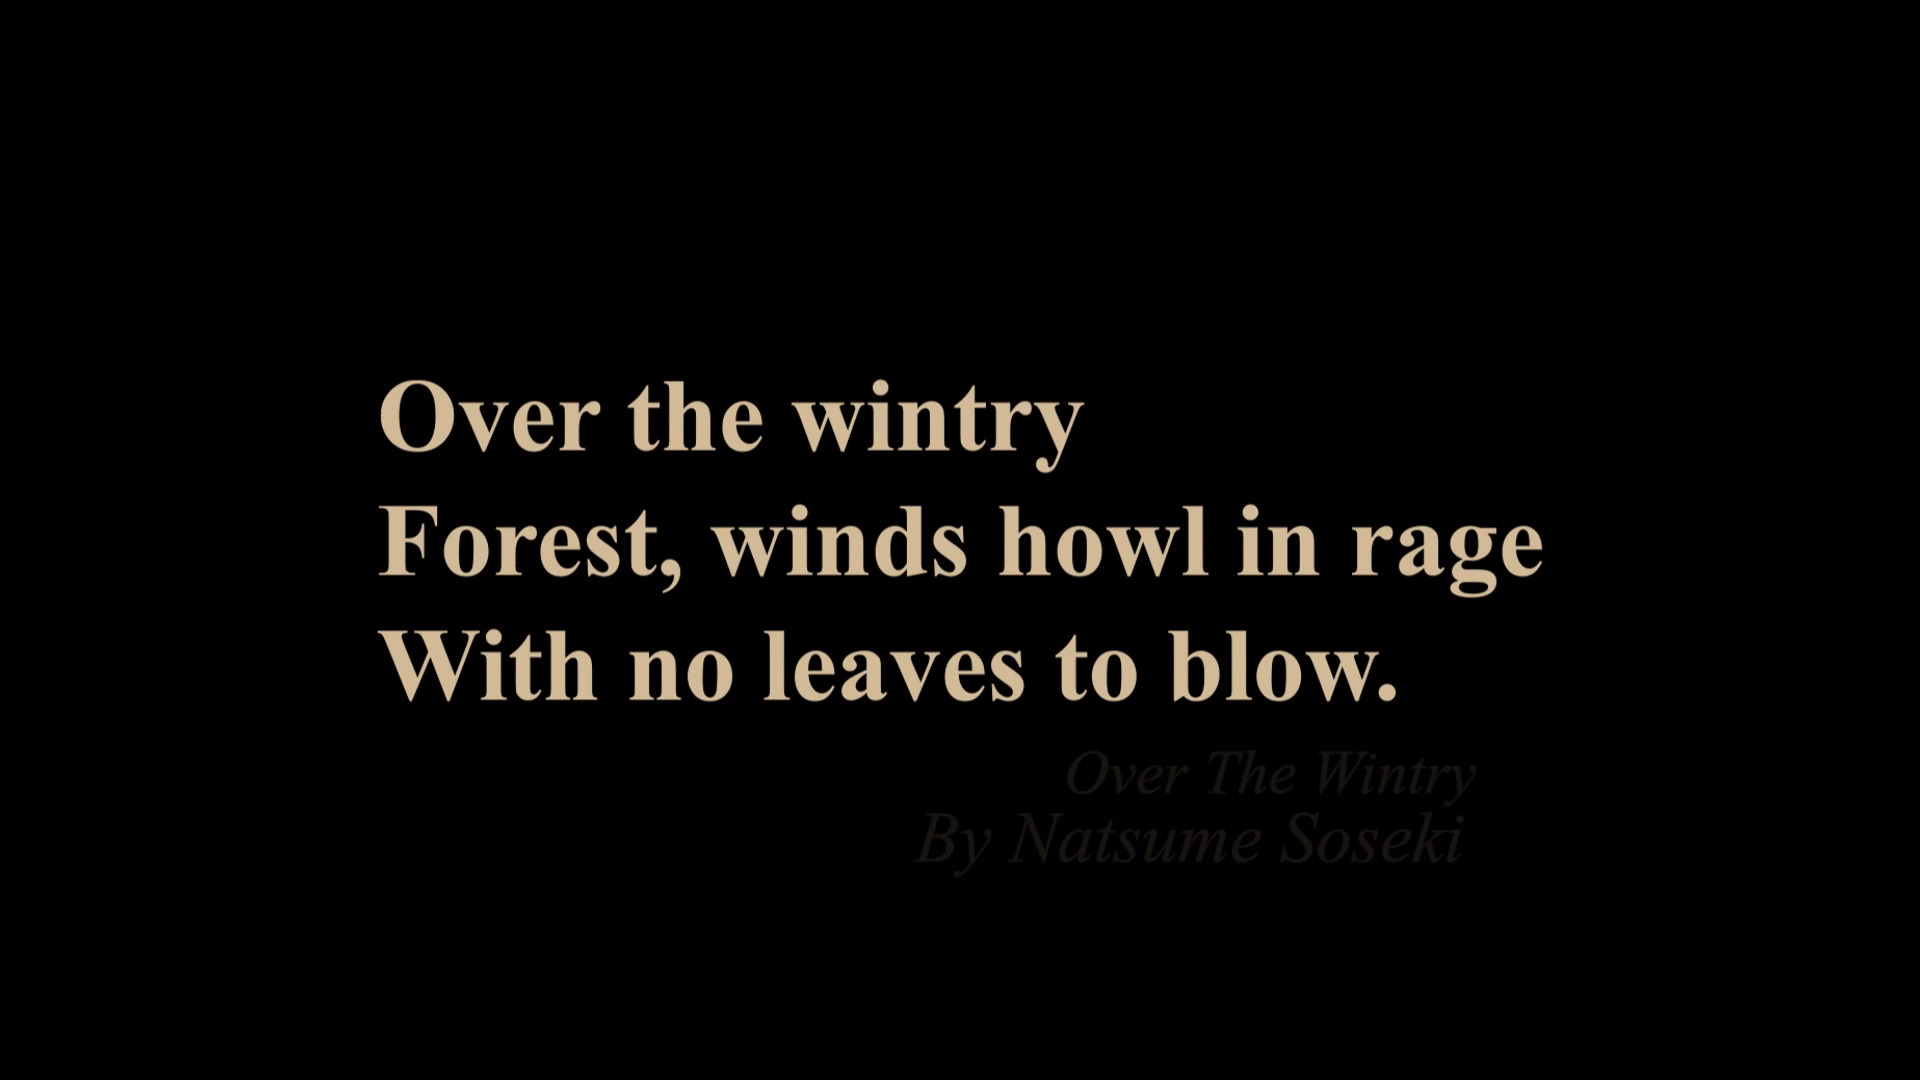 Over the wintry
Forest, winds howl in rage
With no leaves to blow.
Over The Wintry
By Natsume Soseki